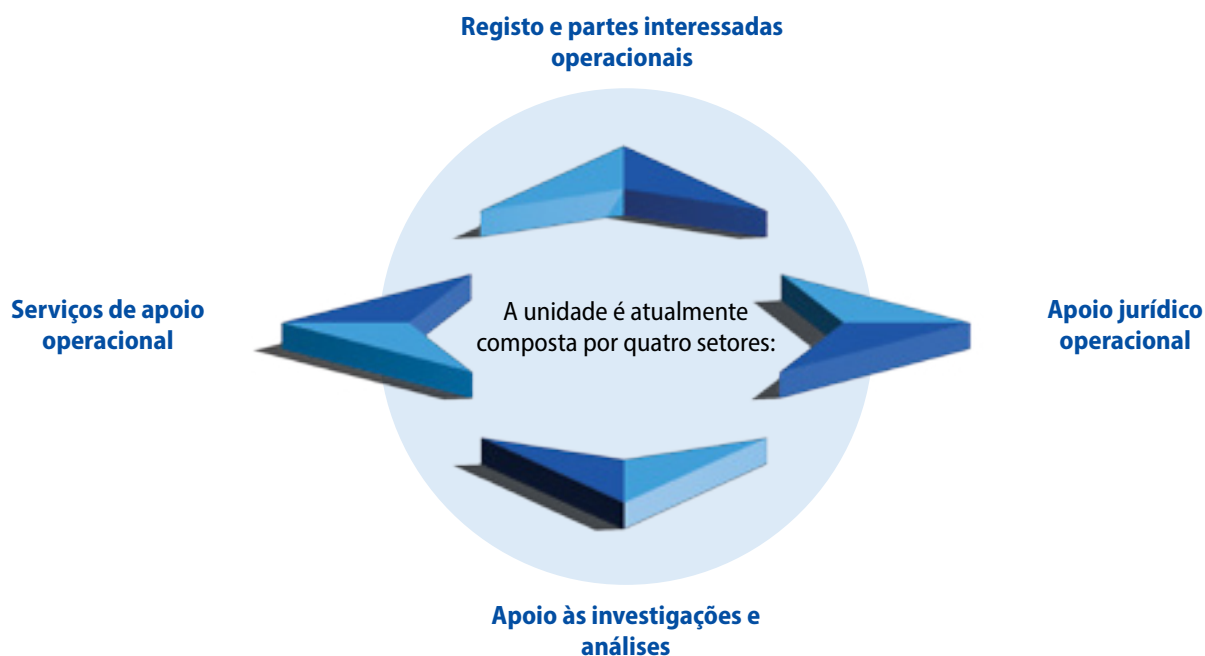 Registo e partes interessadas
operacionais
Serviços de apoio
operacional
A unidade é atualmente
composta por quatro setores:
Apoio jurídico
operacional
Apoio às investigações e
análises